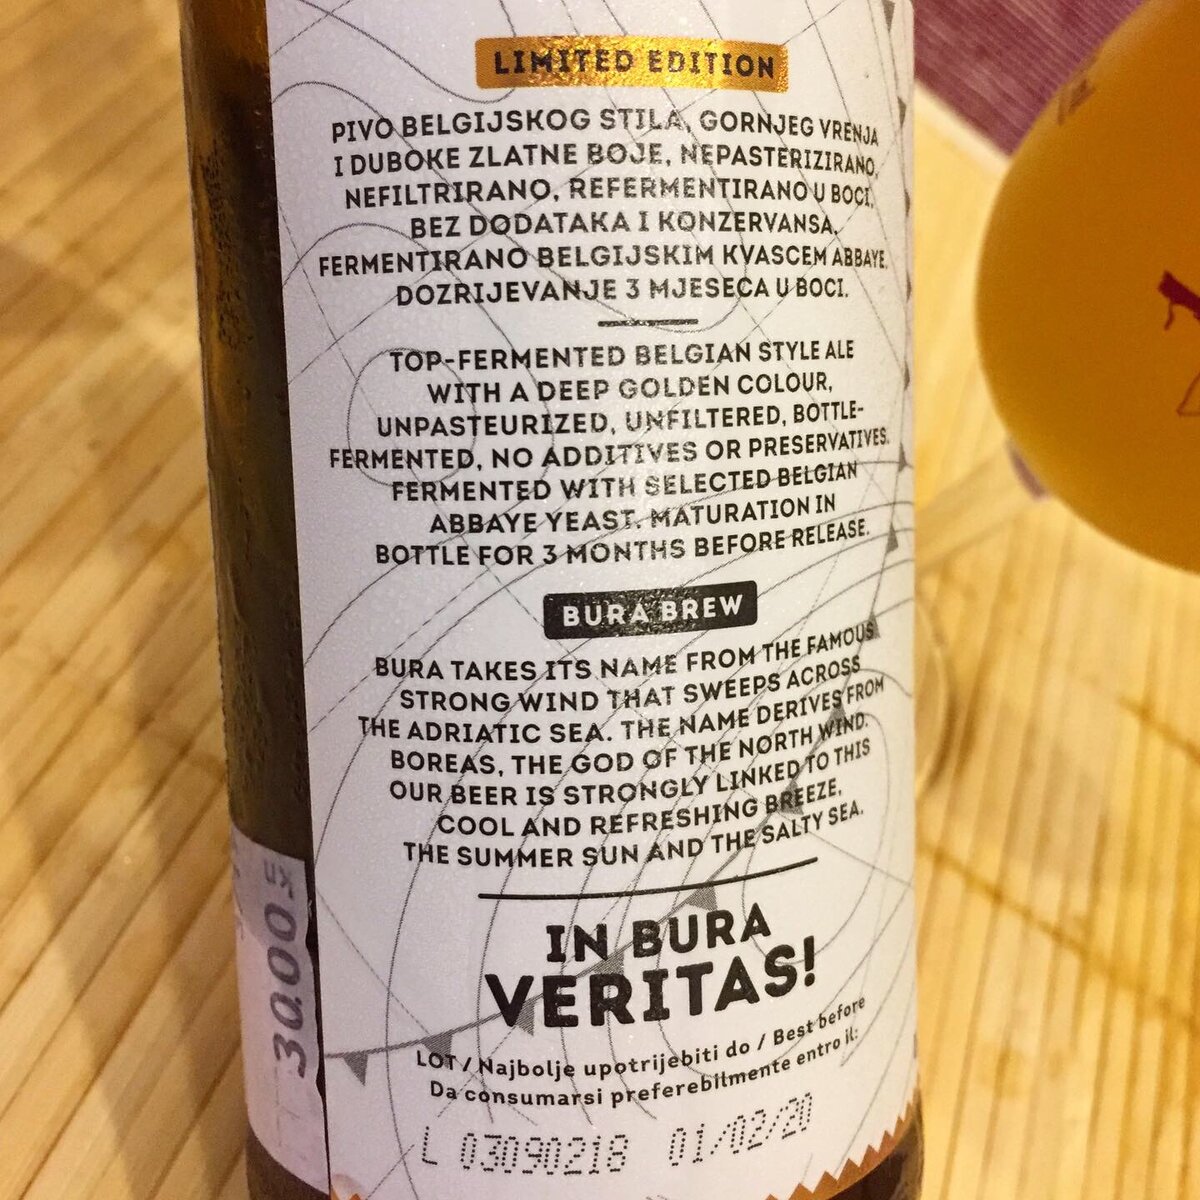 LIMITED EDITION
PIVO BELGIJSKOG STILA, GORNJEG VRENJA
I DUBOKE ZLATNE BOJE, NEPASTERIZIRANO,
NEFILTRIRANO, REFERMENTIRANO U BOCI,
BEZ DODATAKA I KONZERVANSA.
FERMENTIRANO BELGIJSKIM KVASCEM ABBAYE.
DOZRIJEVANJE 3 MJESECA U BOCI.
TOP-FERMENTED BELGIAN STYLE ALE
WITH A DEEP GOLDEN COLOUR,
UNPASTEURIZED, UNFILTERED, BOTTLE-
FERMENTED, NO ADDITIVES OR PRESERVATIVES.
FERMENTED WITH SELECTED BELGIAN
ABBAYE YEAST. MATURATION IN
BOTTLE FOR 3 MONTHS BEFORE RELEASE.
BURA BREW
BURA TAKES ITS NAME FROM THE FAMOUS
STRONG WIND THAT SWEEPS ACROSS
THE ADRIATIC SEA. THE NAME DERIVES FROM
BOREAS, THE GOD OF THE NORTH WIND.
OUR BEER IS STRONGLY LINKED TO THIS
COOL AND REFRESHING BREEZE,
THE SUMMER SUN AND THE SALTY SEA.
IN BURA
VERITAS!
LOT / Najbolje upotrijebiti do / Best before
Da consumarsi preferebilmente entro il:
L 03090218 01/02/20
30.00 кп